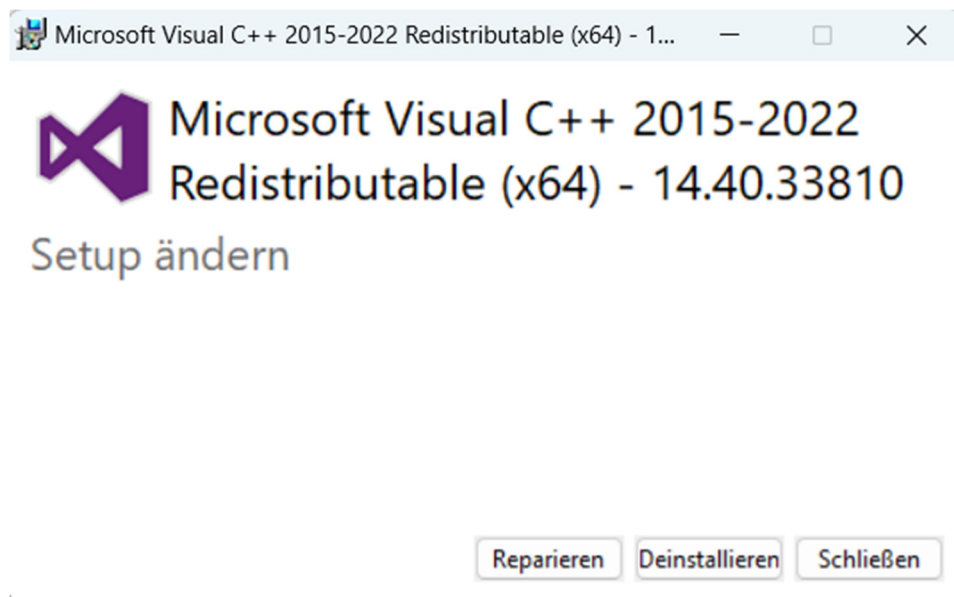 Microsoft Visual C++ 2015-2022 Redistributable (x64) - 1...
Microsoft Visual C++ 2015-2022
Redistributable (x64) - 14.40.33810
Setup ändern
Reparieren Deinstallieren Schließen